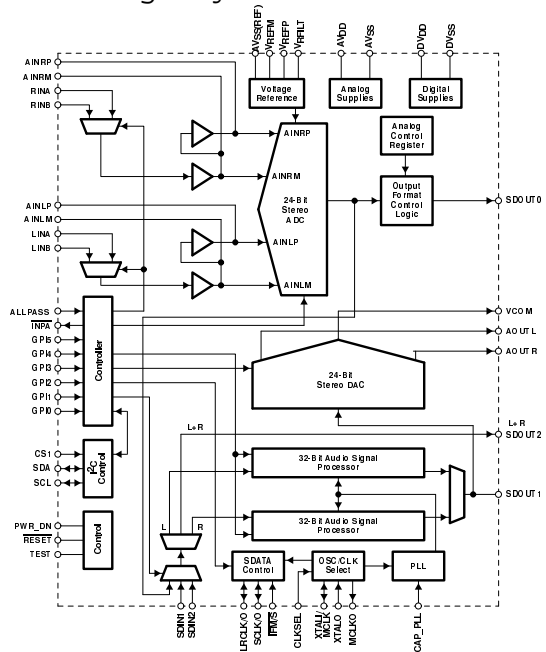 AVSS(REF)
VREFM
VREFP
VRFILT
AVDD
AVSS
DVDD
DVSS
AINRP
AINRM
RINA
RINB
Voltage
Reference
Analog
Supplies
Digital
Supplies
Analog
Control
Register
AINRP
AINRM
24-Bit
Stereo
ADC
AINLP
AINLM
Output
Format
Control
Logic
SDOUT0
AINLP
AINLM
LINA
LINB
ALLPASS
INPA
GPI5
GPI4
GPI3
GPI2
GPI1
GPI0
Controller
VCOM
AOUTL
AOUTR
24-Bit
Stereo DAC
L+R
L+R
SDOUT2
CS1
SDA
SCL
I2C
Control
32-Bit Audio Signal
Processor
32-Bit Audio Signal
Processor
SDOUT1
L
R
PWR_DN
RESET
TEST
Control
SDATA
Control
OSC/CLK
Select
PLL
SDIN1
SDIN2
LRCLK/O
SCLK/O
IFM/S
CLKSEL
XTALI/
MCLK
XTALO
MCLKO
CAP_PLL